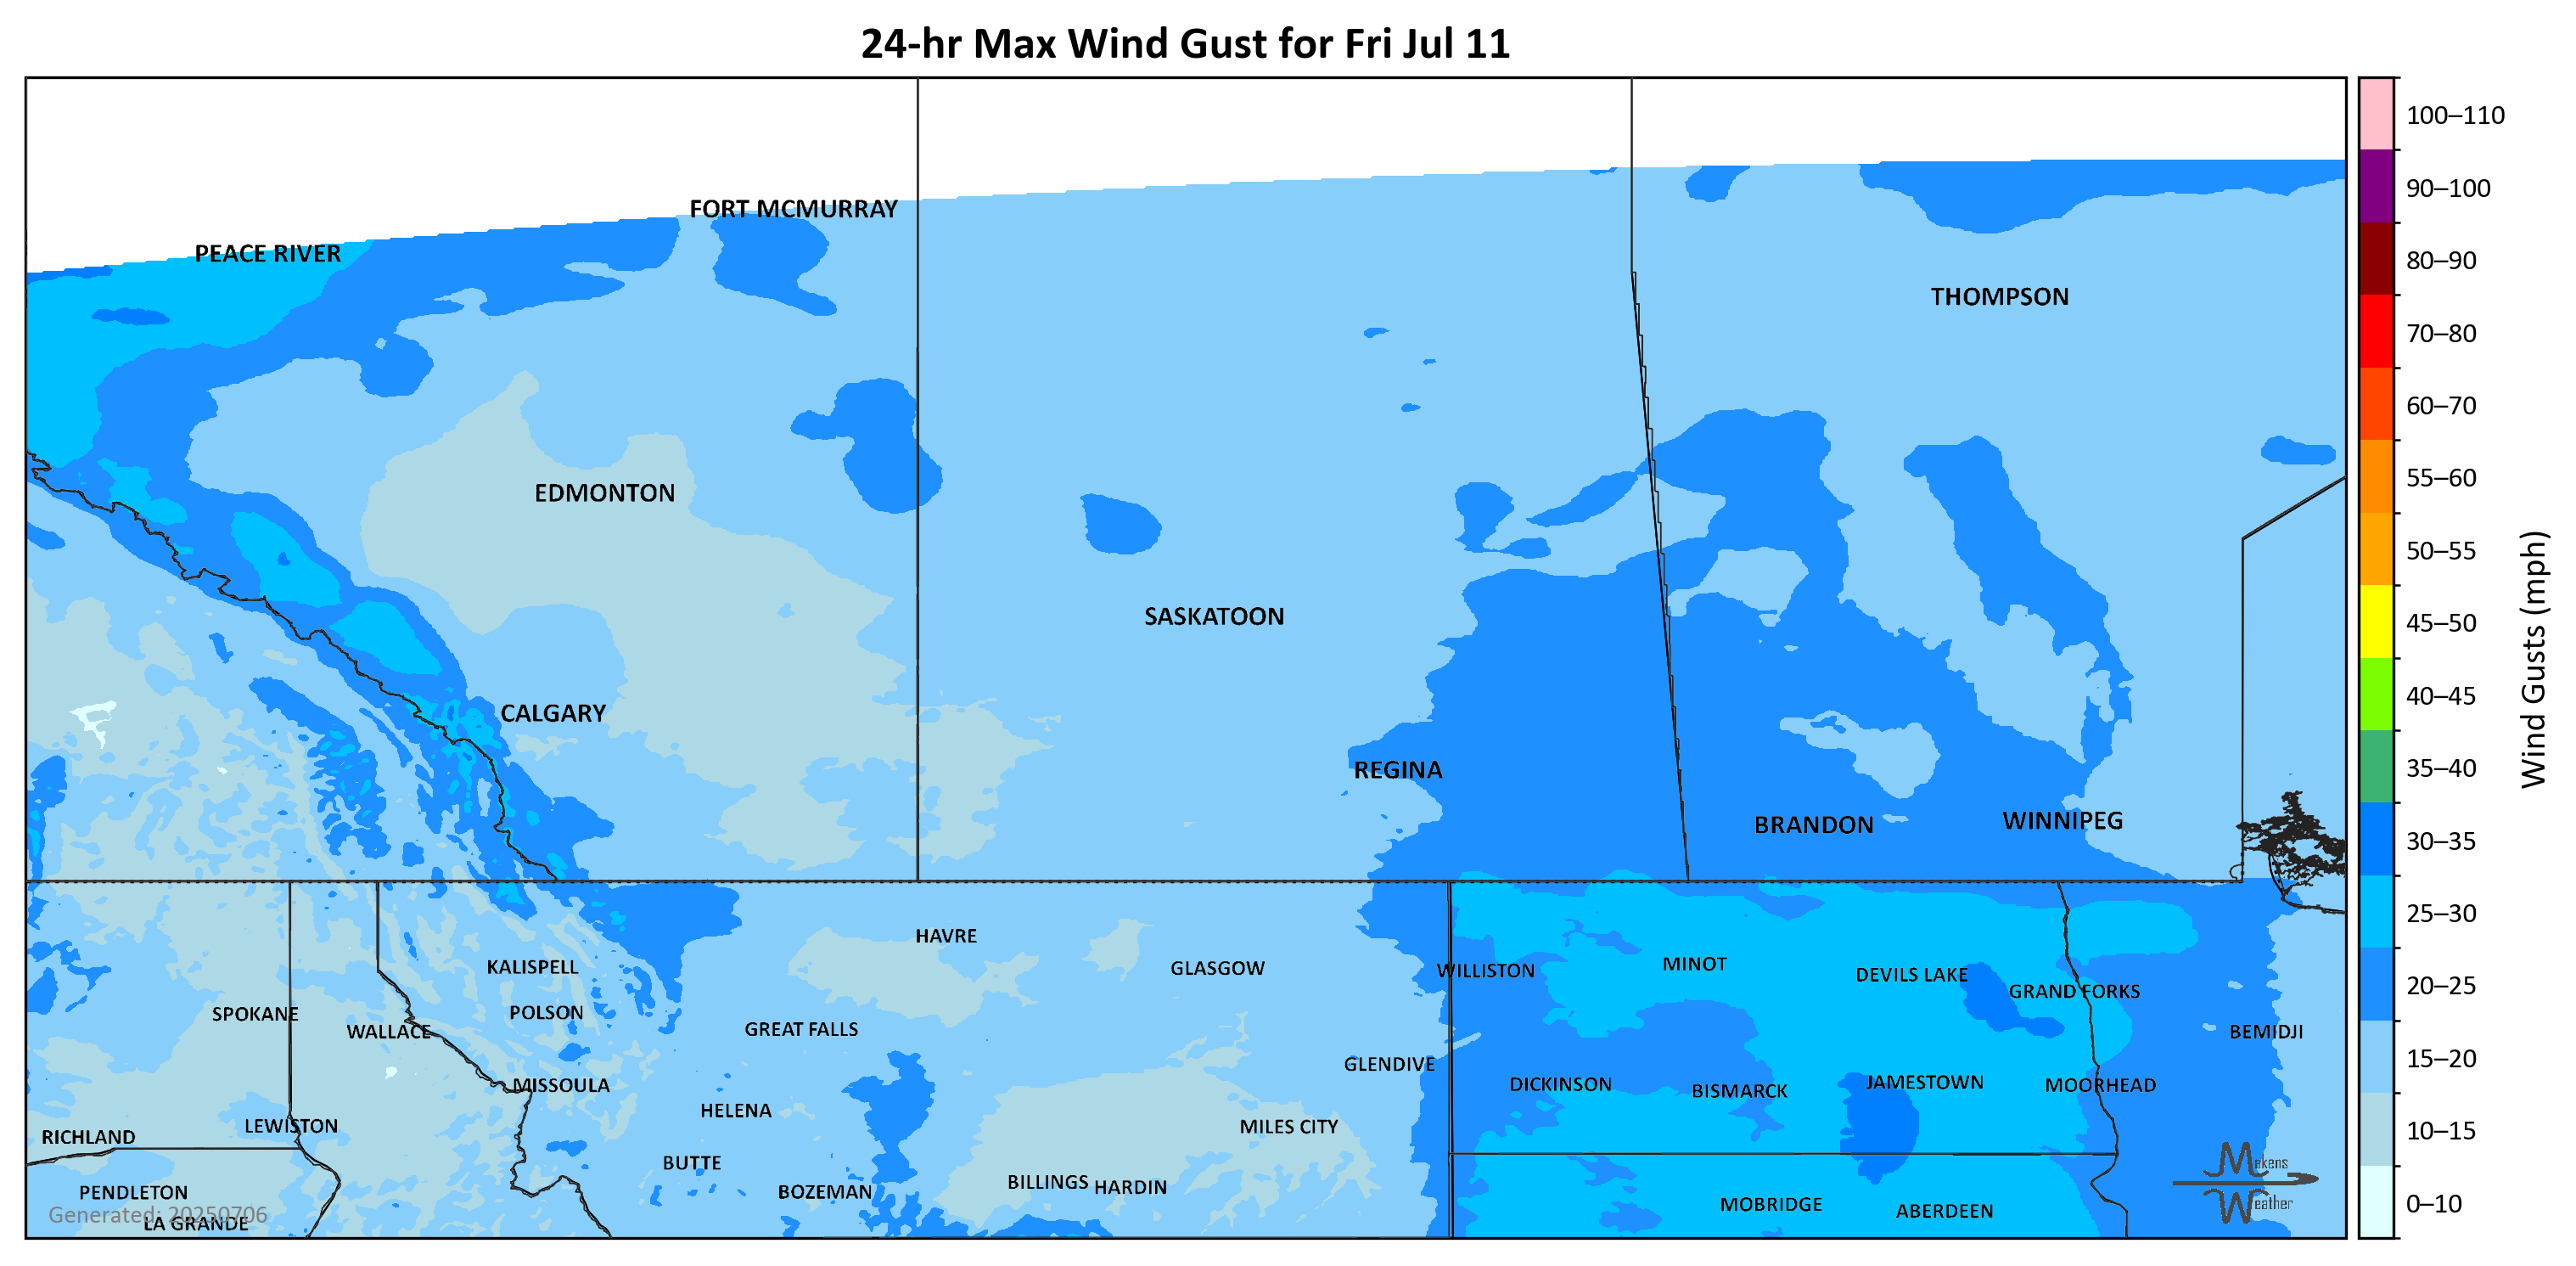 24-hr Max Wind Gust for Fri Jul 11
100–110
90–100
80–90
70–80
60–70
55–60
50–55
45–50
40–45
35–40
30–35
25–30
20–25
15–20
10–15
0–10
Wind Gusts (mph)
FORT MCMURRAY
PEACE RIVER
THOMPSON
EDMONTON
SASKATOON
CALGARY
REGINA
BRANDON
WINNIPEG
HAVRE
KALISPELL
GLASGOW
WILLISTON
MINOT
DEVILS LAKE
GRAND FORKS
SPOKANE
POLSON
WALLACE
GREAT FALLS
BEMIDJI
GLENDIVE
MISSOULA
DICKINSON
BISMARCK
JAMESTOWN
MOORHEAD
HELENA
LEWISTON
MILES CITY
RICHLAND
BUTTE
BILLINGS
HARDIN
BOZEMAN
PENDLETON
MOBRIDGE
ABERDEEN
Generated: 20250706
LA GRANDE
Makens
Weather